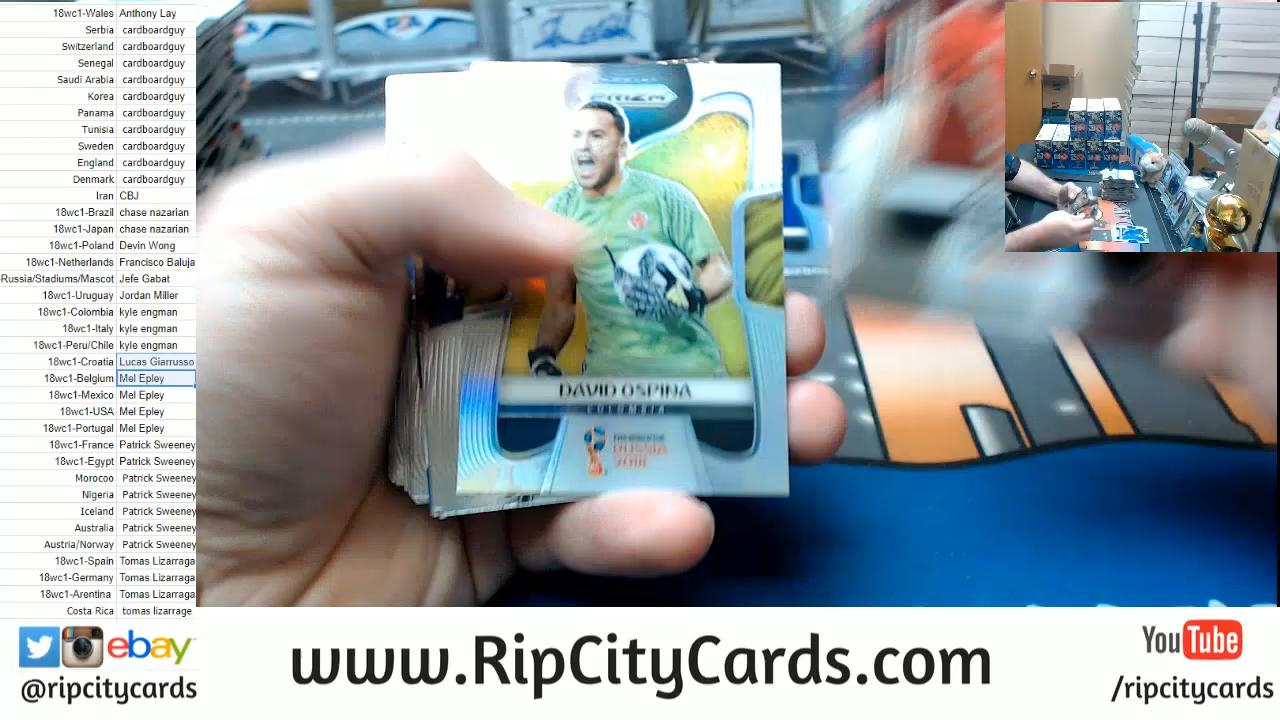 18wc1-Wales Anthony Lay
Serbia cardboardguy
Switzerland cardboardguy
Senegal cardboardguy
Saudi Arabia cardboardguy
Korea cardboardguy
Panama cardboardguy
Tunisia cardboardguy
Sweden cardboardguy
England cardboardguy
Denmark cardboardguy
Iran CBJ
18wc1-Brazil chase nazarian
18wc1-Japan chase nazarian
18wc1-Poland Devin Wong
18wc1-Netherlands Francisco Baluja
-Russia/Stadiums/Mascot Jefe Gabat
18wc1-Uruguay Jordan Miller
18wc1-Colombia kyle engman
18wc1-Italy kyle engman
18wc1-Peru/Chile kyle engman
18wc1-Croatia Lucas Giarrusso
18wc1-Belgium Mel Epley
18wc1-Mexico Mel Epley
18wc1-USA Mel Epley
18wc1-Portugal Mel Epley
18wc1-France Patrick Sweeney
18wc1-Egypt Patrick Sweeney
Morocoo Patrick Sweeney
Nigeria Patrick Sweeney
Iceland Patrick Sweeney
Australia Patrick Sweeney
Austria/Norway Patrick Sweeney
18wc1-Spain Tomas Lizarraga
18wc1-Germany Tomas Lizarraga
18wc1-Arentina Tomas Lizarraga
Costa Rica tomas lizarrage
PRIZM
DAVID OSPINA
COLOMBIA
RUSSIA
2018
ebay
@ripcitycards
www.RipCityCards.com
YouTube
/ripcitycards